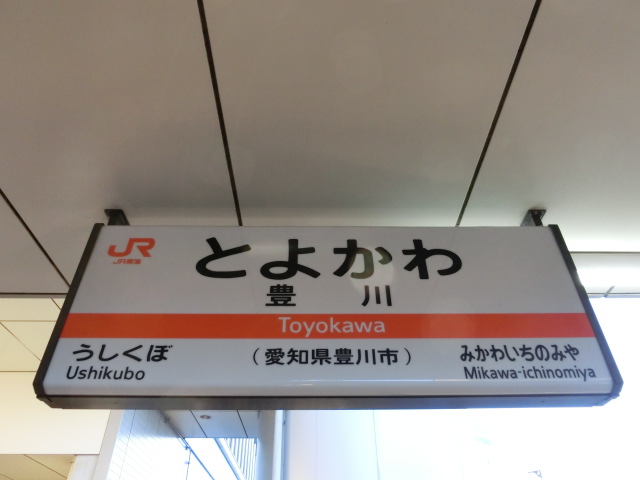 JR
JR東海
とよかわ
豊川
Toyokawa
うしくぼ
Ushikubo
(愛知県豊川市)
みかわいちのみや
Mikawa-ichinomiya